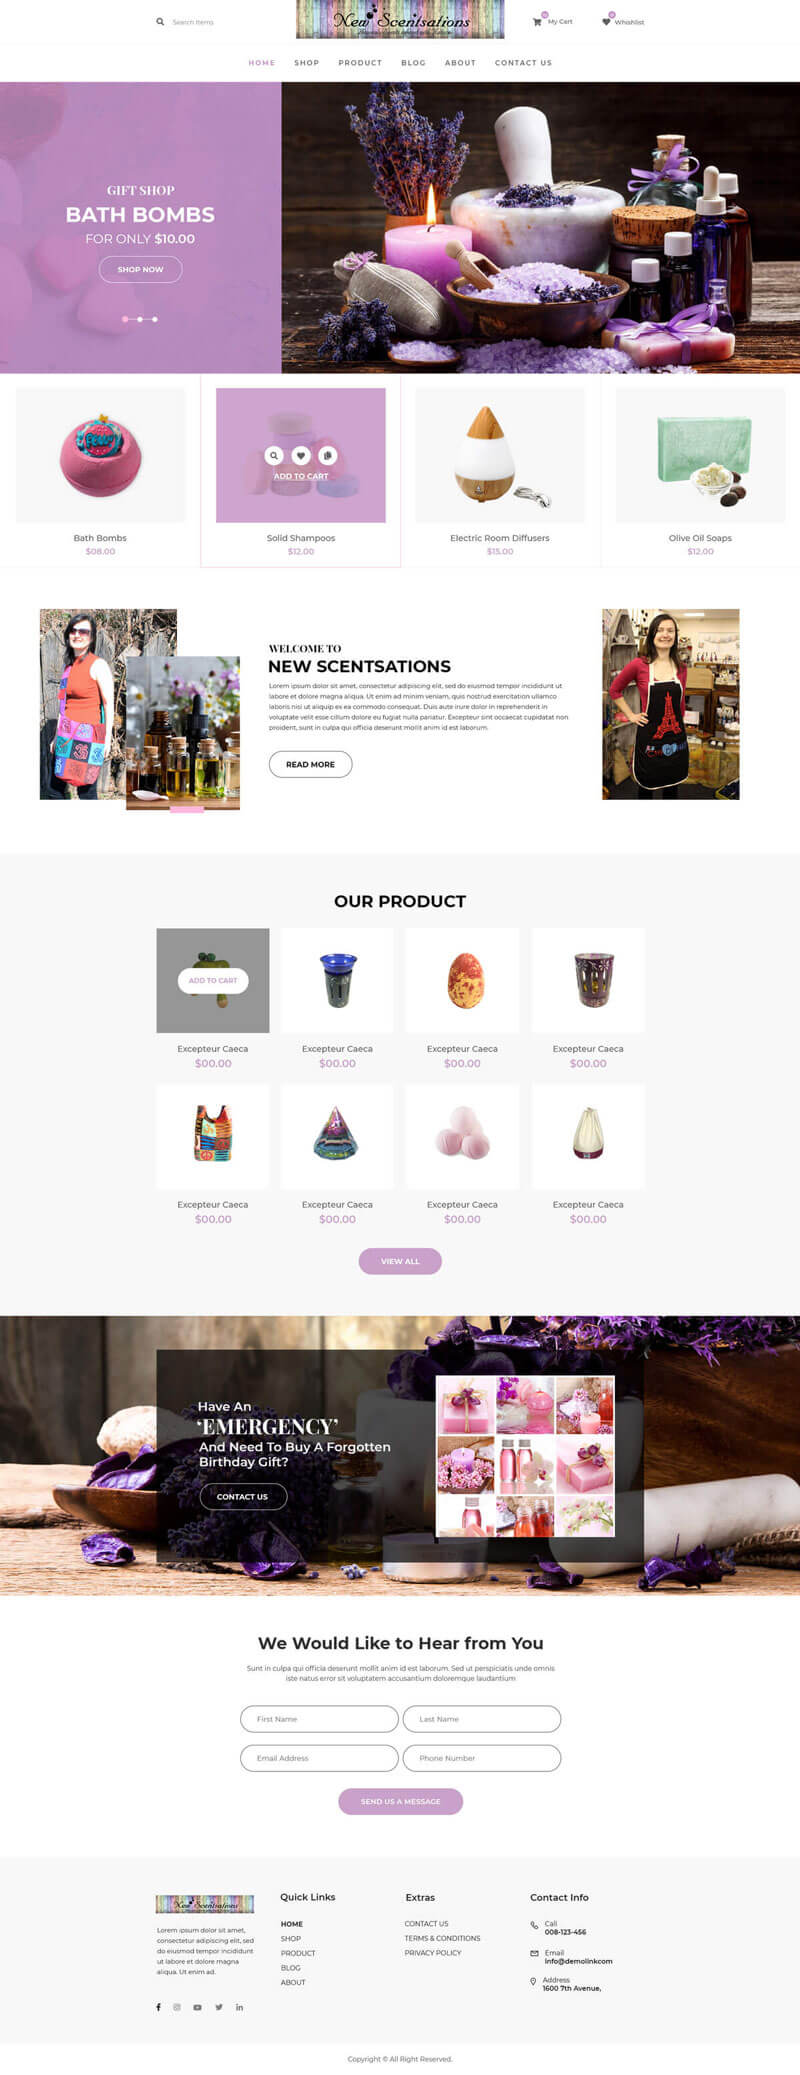 Search Items
New Scentsations
My Cart
Whishlist
HOME SHOP PRODUCT BLOG ABOUT CONTACT US
GIFT SHOP
BATH BOMBS
FOR ONLY $10.00
SHOP NOW
ADD TO CART
Bath Bombs
$08.00
Solid Shampoos
$12.00
Electric Room Diffusers
$15.00
Olive Oil Soaps
$12.00
WELCOME TO
NEW SCENTSATIONS
Lorem ipsum dolor sit amet, consectetur adipiscing elit, sed do eiusmod tempor incididunt ut
labore et dolore magna aliqua. Ut enim ad minim veniam, quis nostrud exercitation ullamco
laboris nisi ut aliquip ex ea commodo consequat. Duis aute irure dolor in reprehenderit in
voluptate velit esse cillum dolore eu fugiat nulla pariatur. Excepteur sint occaecat cupidatat non
proident, sunt in culpa qui officia deserunt mollit anim id est laborum.
READ MORE
OUR PRODUCT
ADD TO CART
Excepteur Caeca
$00.00
Excepteur Caeca
$00.00
Excepteur Caeca
$00.00
Excepteur Caeca
$00.00
Excepteur Caeca
$00.00
Excepteur Caeca
$00.00
Excepteur Caeca
$00.00
Excepteur Caeca
$00.00
VIEW ALL
Have An
‘EMERGENCY’
And Need To Buy A Forgotten
Birthday Gift?
CONTACT US
We Would Like to Hear from You
Sunt in culpa qui officia deserunt mollit anim id est laborum. Sed ut perspiciatis unde omnis
iste natus error sit voluptatem accusantium doloremque laudantium
First Name
Last Name
Email Address
Phone Number
SEND US A MESSAGE
New Scentsations
Lorem ipsum dolor sit amet,
consectetur adipiscing elit, sed
do eiusmod tempor incididunt
ut labore et dolore magna
aliqua. Ut enim ad.
Quick Links
HOME
SHOP
PRODUCT
BLOG
ABOUT
Extras
CONTACT US
TERMS & CONDITIONS
PRIVACY POLICY
Contact Info
Call
008-123-456
Email
Info@demolinkcom
Address
1600 7th Avenue,
Copyright © All Right Reserved.